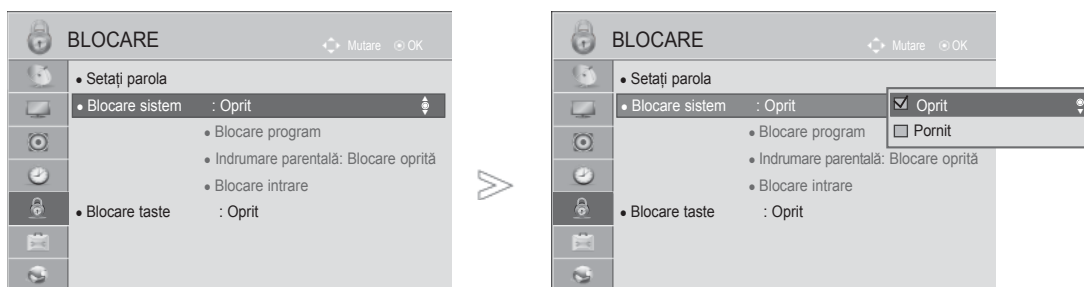 BLOCARE
Mutare OK
• Setați parola
• Blocare sistem : Oprit
• Blocare program
• Indrumare parentală: Blocare oprită
• Blocare intrare
• Blocare taste : Oprit
>
BLOCARE
Mutare OK
• Setați parola
• Blocare sistem : Oprit
Oprit
Pornit
• Blocare program
• Indrumare parentală: Blocare oprită
• Blocare intrare
• Blocare taste : Oprit